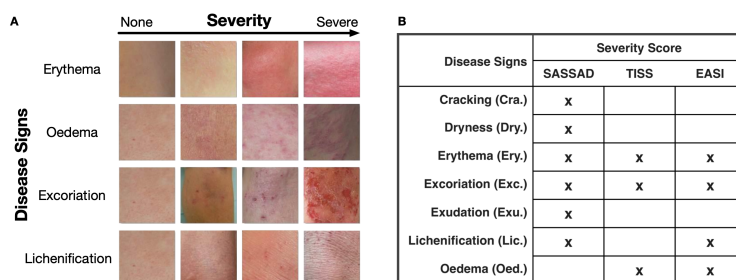 A
None Severity Severe
Disease Signs
Erythema
Oedema
Excoriation
Lichenification
B
Disease Signs Severity Score
SASSAD TISS EASI
Cracking (Cra.) x
Dryness (Dry.) x
Erythema (Ery.) x x x
Excoriation (Exc.) x x x
Exudation (Exu.) x
Lichenification (Lic.) x x
Oedema (Oed.) x x